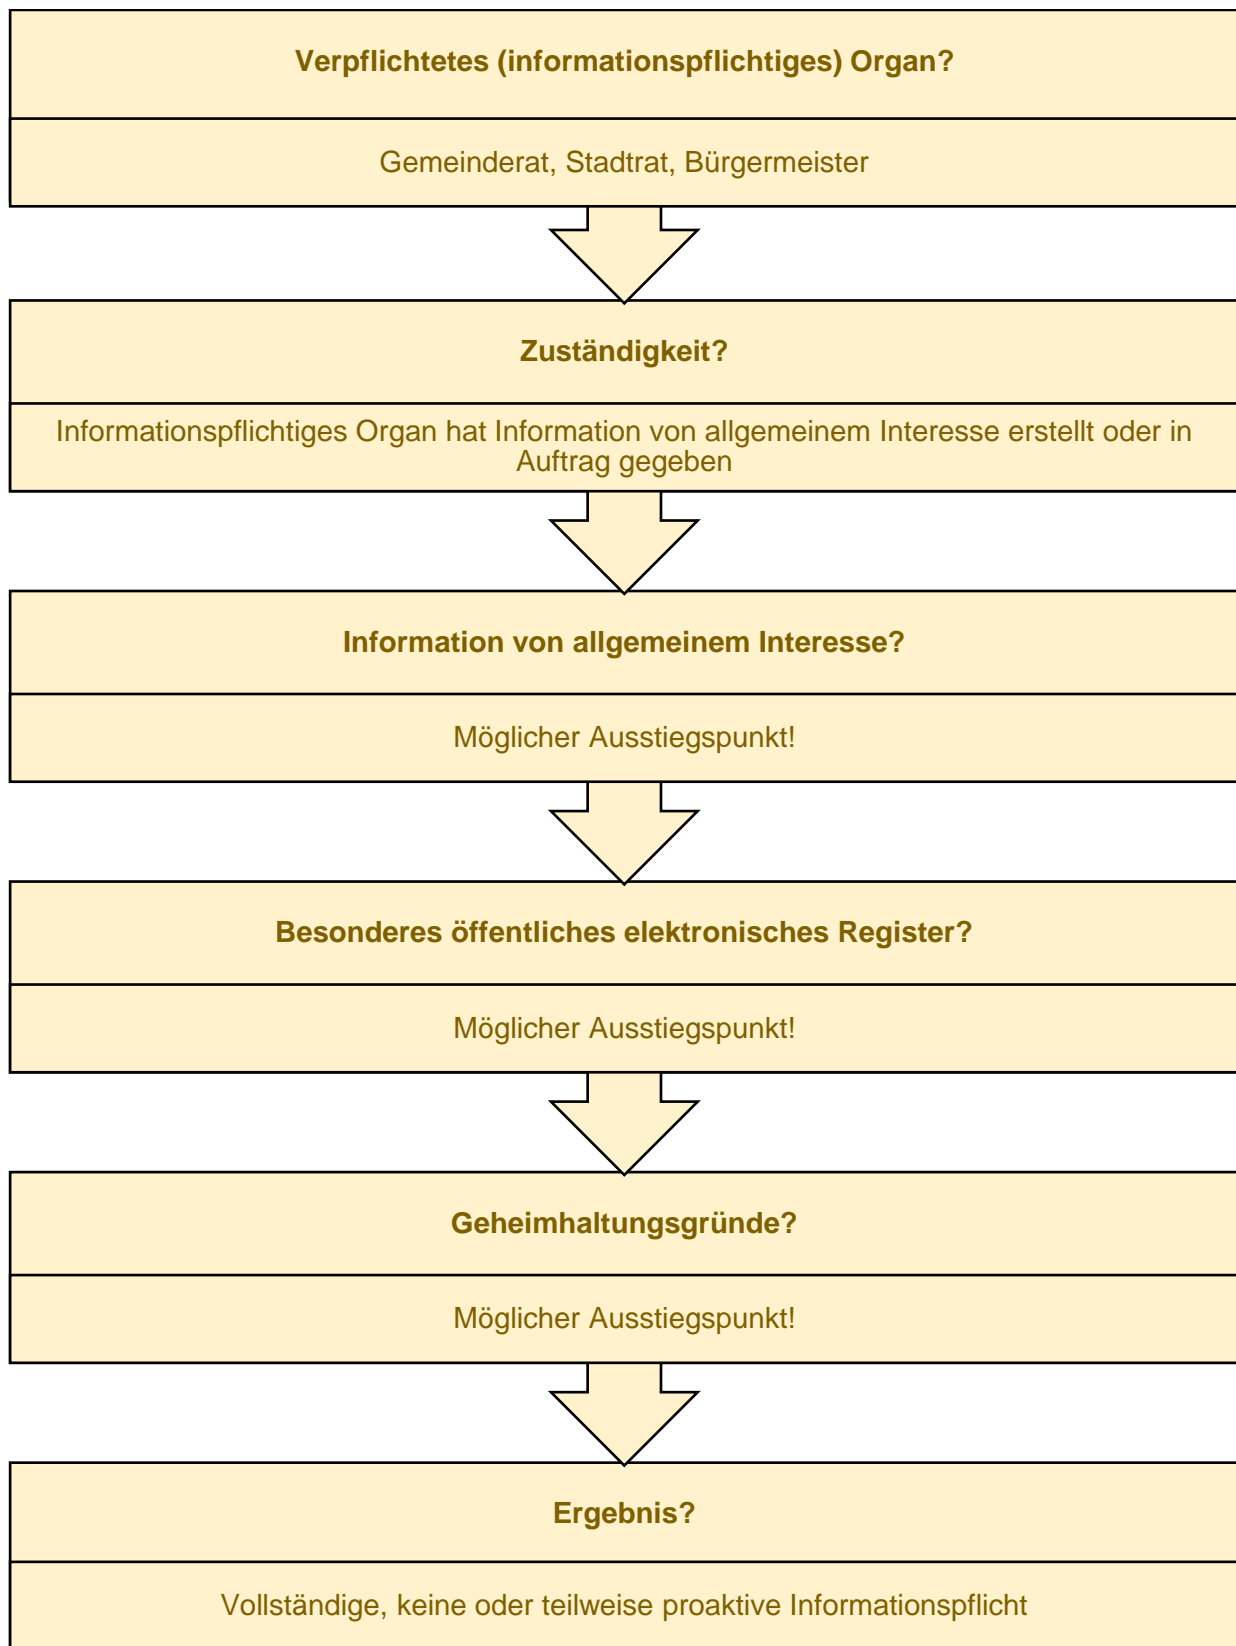 Verpflichtetes (informationspflichtiges) Organ?
Gemeinderat, Stadtrat, Bürgermeister
Zuständigkeit?
Informationspflichtiges Organ hat Information von allgemeinem Interesse erstellt oder in
Auftrag gegeben
Information von allgemeinem Interesse?
Möglicher Ausstiegspunkt!
Besonderes öffentliches elektronisches Register?
Möglicher Ausstiegspunkt!
Geheimhaltungsgründe?
Möglicher Ausstiegspunkt!
Ergebnis?
Vollständige, keine oder teilweise proaktive Informationspflicht